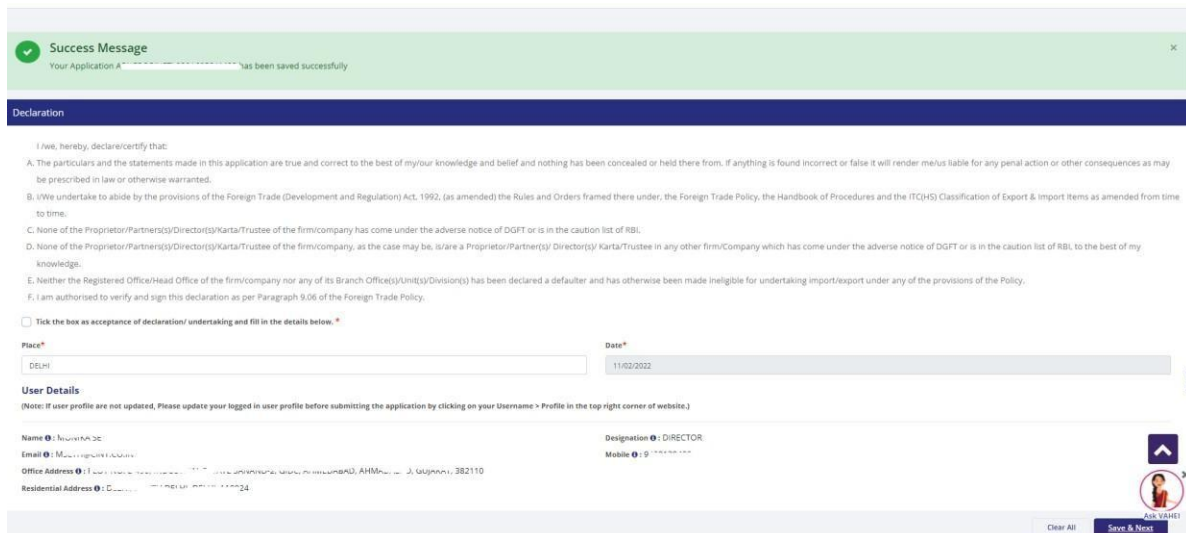 Success Message
Your Application has been saved successfully
Declaration
I /we, hereby, declare/certify that:
A. The particulars and the statements made in this application are true and correct to the best of my/our knowledge and belief and nothing has been concealed or held there from. If anything is found incorrect or false it will render me/us liable for any penal action or other consequences as may
be prescribed in law or otherwise warranted.
B. I/We undertake to abide by the provisions of the Foreign Trade (Development and Regulation) Act, 1992, (as amended) the Rules and Orders framed there under, the Foreign Trade Policy, the Handbook of Procedures and the ITC(HS) Classification of Export & Import Items as amended from time
to time.
C. None of the Proprietor/Partners(s)/Director(s)/Karta/Trustee of the firm/company has come under the adverse notice of DGFT or is in the caution list of RBI.
D. None of the Proprietor/Partners(s)/Director(s)/Karta/Trustee of the firm/company, as the case may be, is/are a Proprietor/Partner(s)/ Director(s)/ Karta/Trustee in any other firm/Company which has come under the adverse notice of DGFT or is in the caution list of RBI, to the best of my
knowledge.
E. Neither the Registered Office/Head Office of the firm/company nor any of its Branch Office(s)/Unit(s)/Division(s) has been declared a defaulter and has otherwise been made ineligible for undertaking import/export under any of the provisions of the Policy.
F. I am authorised to verify and sign this declaration as per Paragraph 9.06 of the Foreign Trade Policy.
Tick the box as acceptance of declaration/ undertaking and fill in the details below. *
Place* Date*
DELHI 11/02/2022
User Details
(Note: If user profile are not updated, Please update your logged in user profile before submitting the application by clicking on your Username > Profile in the top right corner of website.)
Name : Designation : DIRECTOR
Email : Mobile : 9
Office Address : GUJARAT, 382110
Residential Address :
Ask VAHEI
Clear All Save & Next